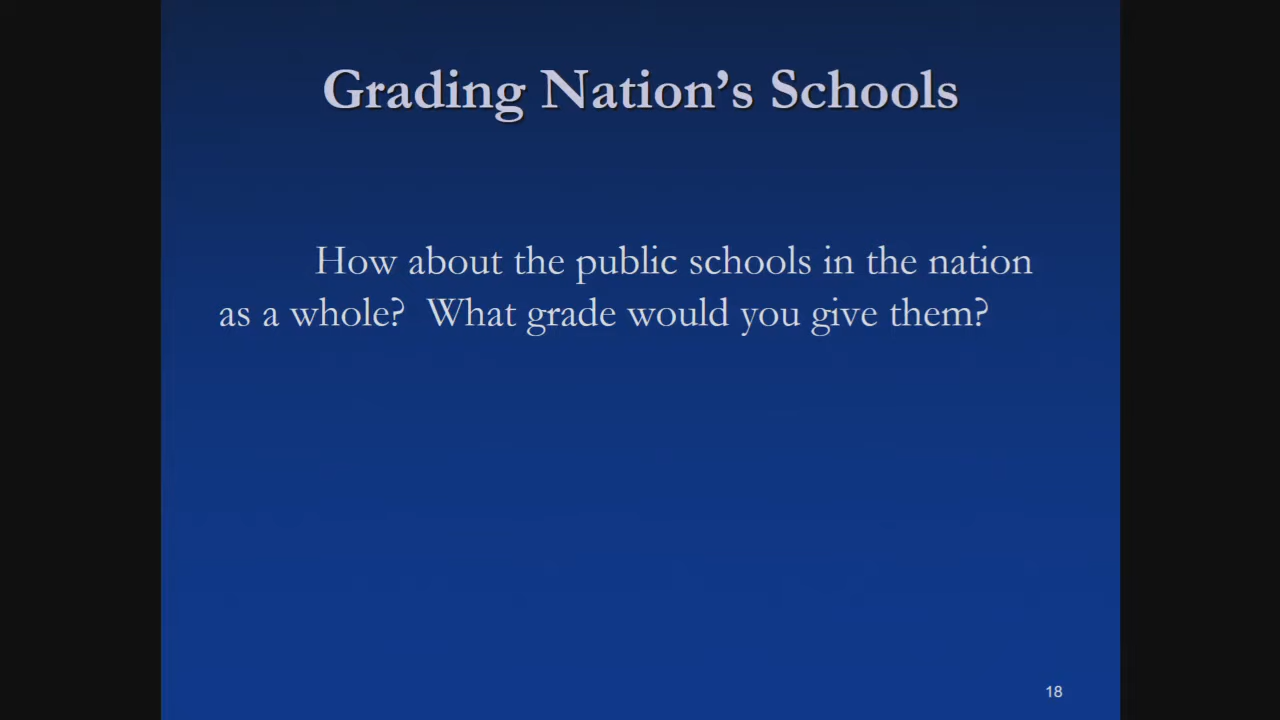 Grading Nation's Schools
How about the public schools in the nation
as a whole?  What grade would you give them?
18